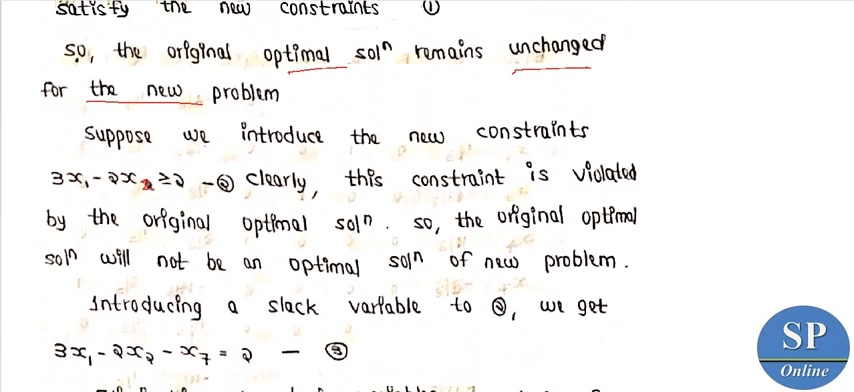 satisfy the new constraints ①
so, the original optimal solⁿ remains unchanged
for the new problem
Suppose we introduce the new constraints
3x₁ - 2x₂ ≥ 2 - ② clearly, this constraint is violated
by the original optimal solⁿ. so, the original optimal
solⁿ will not be an optimal solⁿ of new problem.
Introducing a slack variable to ②, we get
3x₁ - 2x₂ - x₇ = 2 - ③
SP
Online